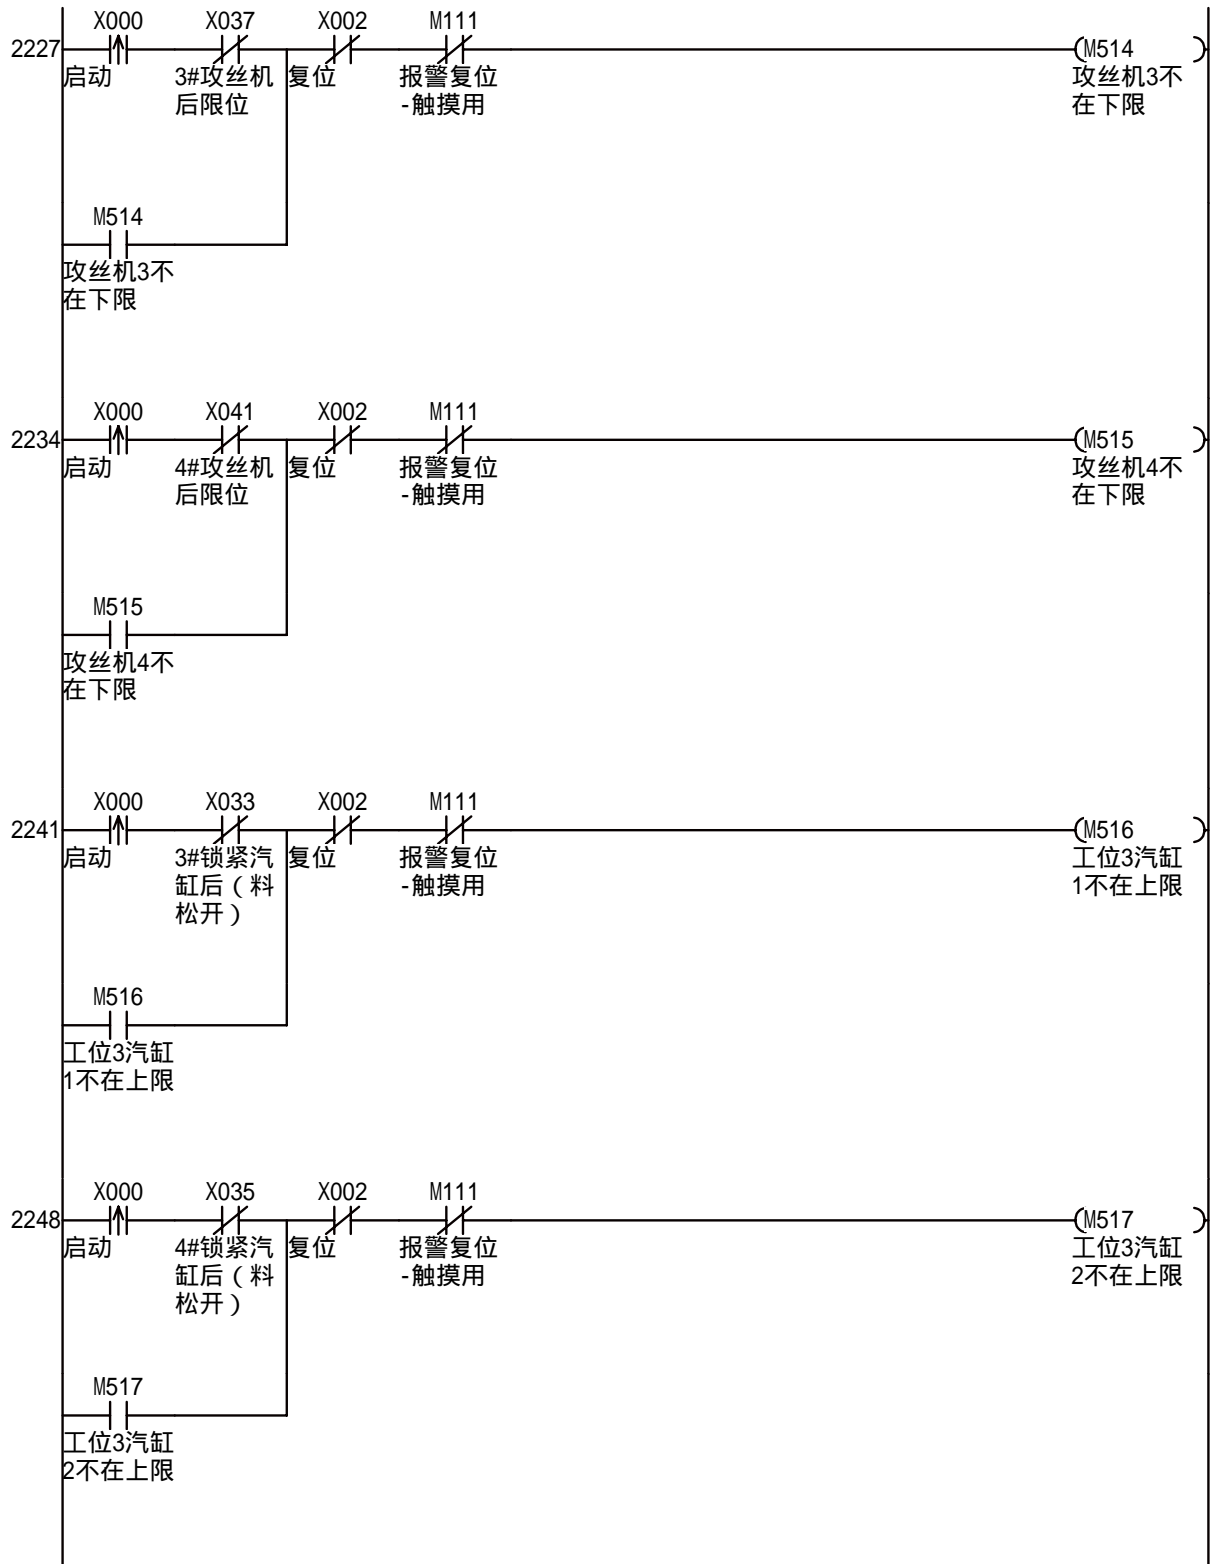 X000 X037 X002 M111
2227 (M514 )
启动 3#攻丝机 复位 报警复位 攻丝机3不
后限位 -触摸用 在下限
M514
攻丝机3不
在下限
X000 X041 X002 M111
2234 (M515 )
启动 4#攻丝机 复位 报警复位 攻丝机4不
后限位 -触摸用 在下限
M515
攻丝机4不
在下限
X000 X033 X002 M111
2241 (M516 )
启动 3#锁紧汽 复位 报警复位 工位3汽缸
缸后（料 -触摸用 1不在上限
松开）
M516
工位3汽缸
1不在上限
X000 X035 X002 M111
2248 (M517 )
启动 4#锁紧汽 复位 报警复位 工位3汽缸
缸后（料 -触摸用 2不在上限
松开）
M517
工位3汽缸
2不在上限